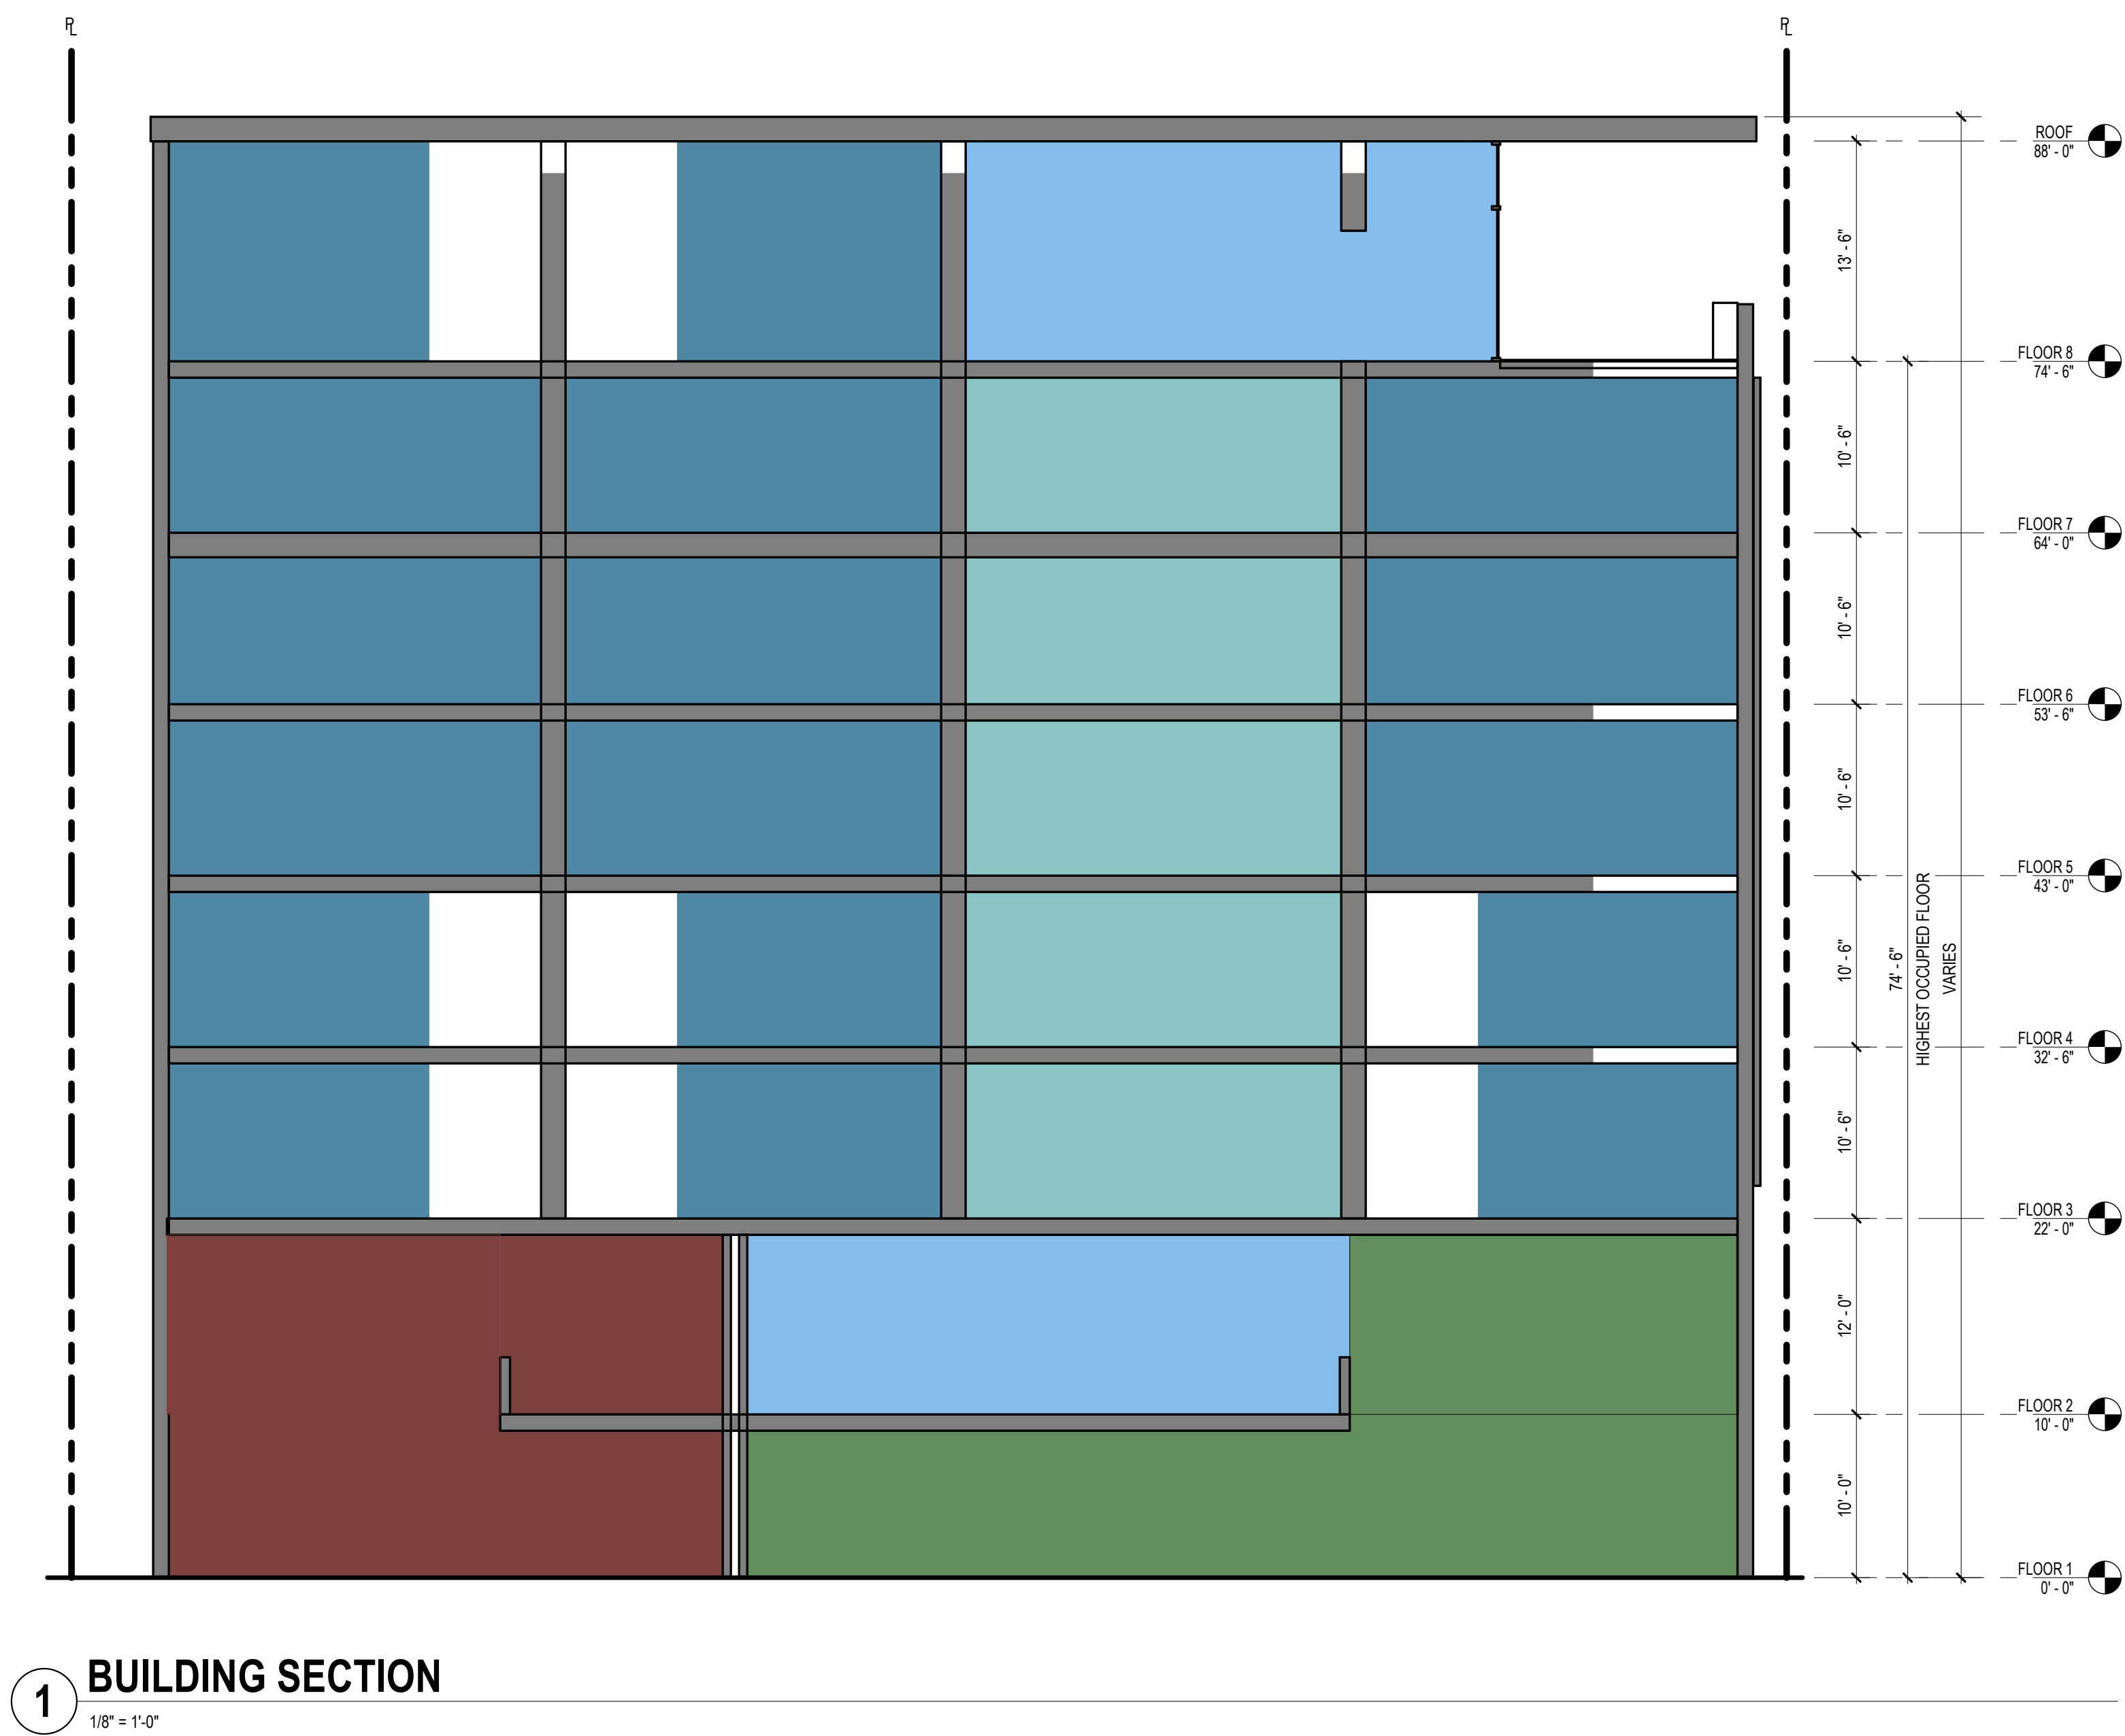 PL
PL
ROOF
88' - 0"
13' - 6"
FLOOR 8
74' - 6"
10' - 6"
FLOOR 7
64' - 0"
10' - 6"
FLOOR 6
53' - 6"
10' - 6"
FLOOR 5
43' - 0"
10' - 6"
74' - 6"
HIGHEST OCCUPIED FLOOR
VARIES
FLOOR 4
32' - 6"
10' - 6"
FLOOR 3
22' - 0"
12' - 0"
FLOOR 2
10' - 0"
10' - 0"
FLOOR 1
0' - 0"
1
BUILDING SECTION
1/8" = 1'-0"